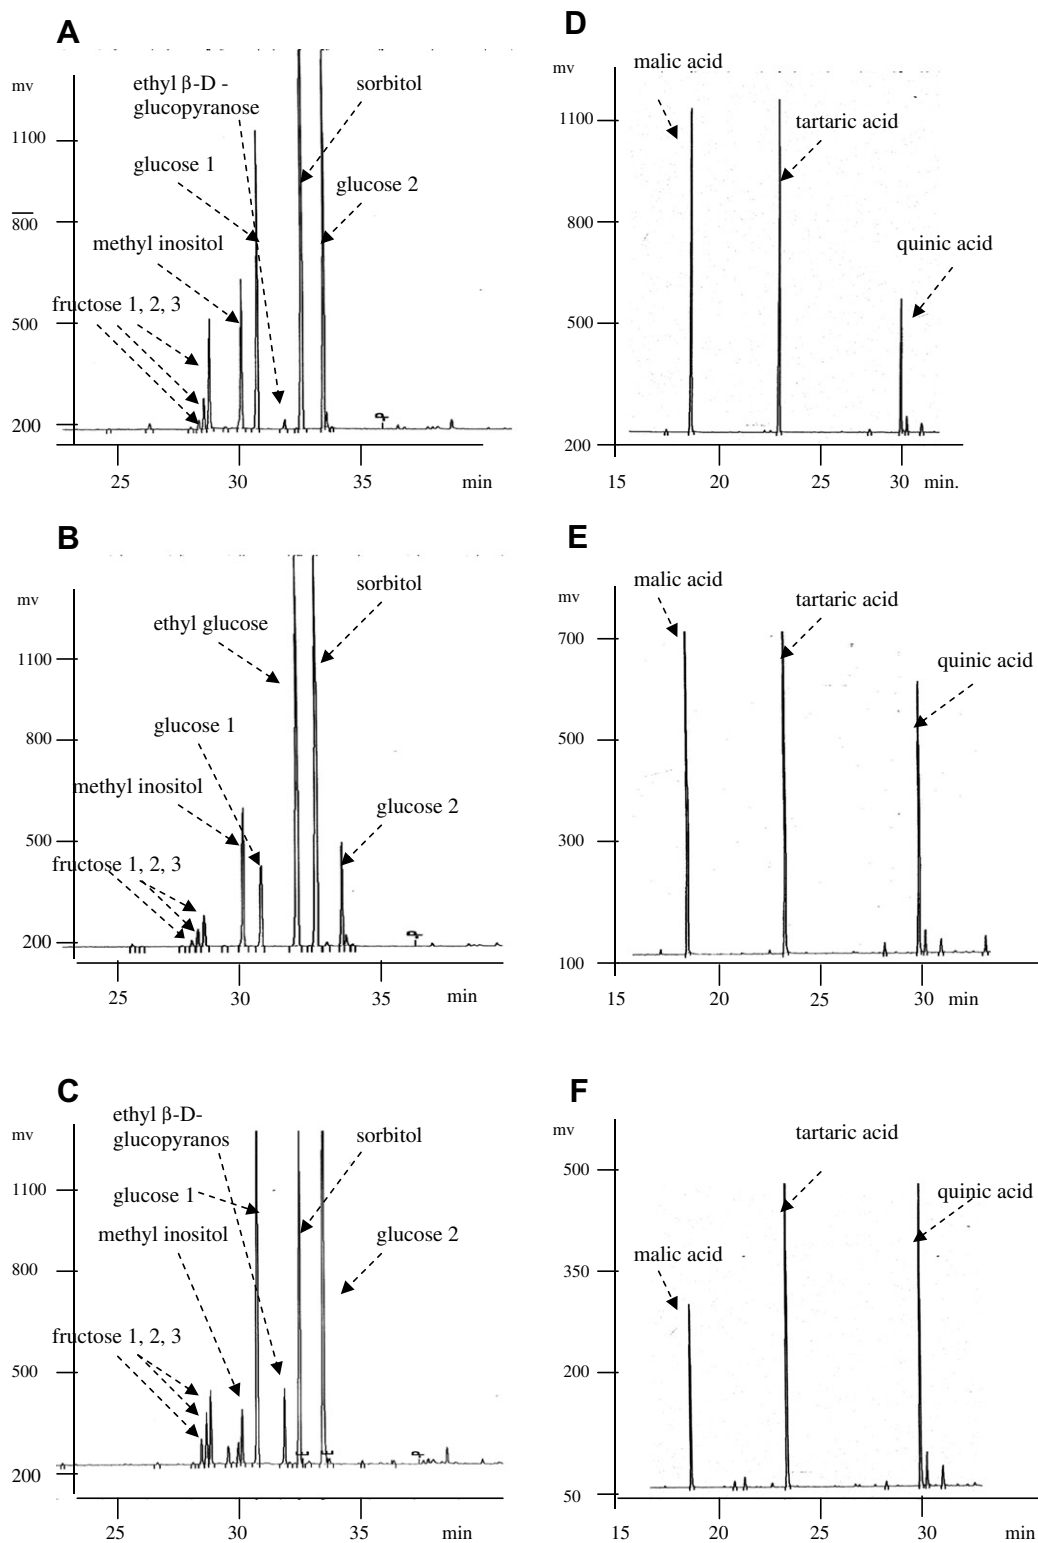 A
mv
ethyl β-D -
glucopyranose
sorbitol
1100
glucose 1
glucose 2
800
methyl inositol
fructose 1, 2, 3
500
200
25 30 35 min
D
malic acid
mv
1100
tartaric acid
800
quinic acid
500
200
15 20 25 30 min.
B
sorbitol
mv
ethyl glucose
1100
glucose 1
800
methyl inositol
glucose 2
500
fructose 1, 2, 3
200
25 30 35 min
E
malic acid
mv
tartaric acid
700
quinic acid
500
300
100
15 20 25 30 min
C
ethyl β-D-
glucopyranos
mv
sorbitol
1100
glucose 1
methyl inositol
glucose 2
800
fructose 1, 2, 3
500
200
25 30 35 min
F
mv
tartaric acid
500
quinic acid
malic acid
350
200
50
15 20 25 30 min